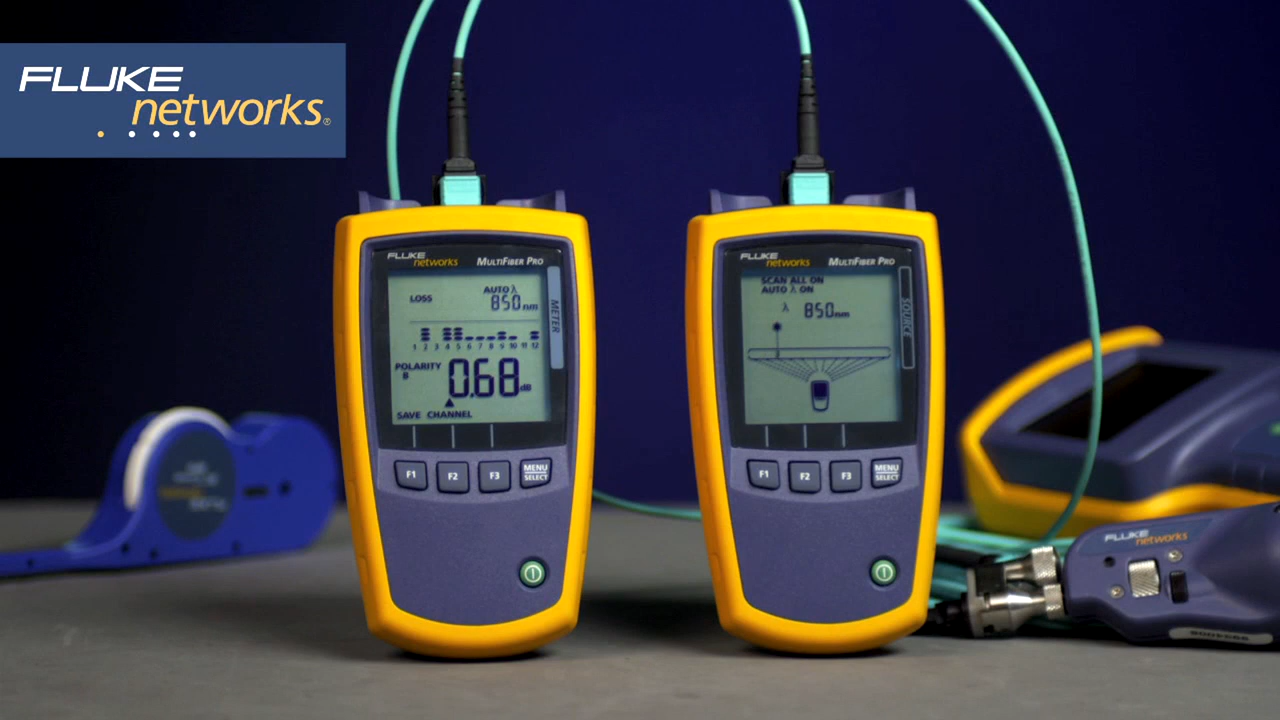 FLUKE
networks®
FLUKE
networks
MULTIFIBER PRO
METER
LOSS
AUTO λ
850 nm
1 2 3 4 5 6 7 8 9 10 11 12
POLARITY
B
0.68 dB
SAVE CHANNEL
F1 F2 F3 MENU
SELECT
FLUKE
networks
MULTIFIBER PRO
SOURCE
SCAN ALL ON
AUTO λ ON
λ 850nm
F1 F2 F3 MENU
SELECT
FLUKE
networks